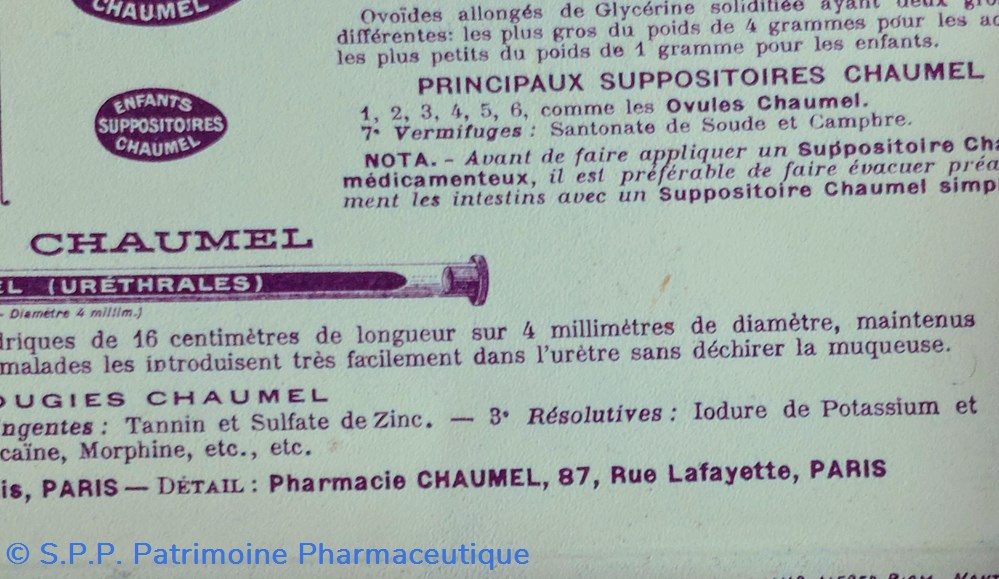 CHAUMEL
Ovoïdes allongés de Glycérine solidifiée ayant deux
différentes: les plus gros du poids de 4 grammes pour les
les plus petits du poids de 1 gramme pour les enfants.
PRINCIPAUX SUPPOSITOIRES CHAUMEL
ENFANTS
SUPPOSITOIRES
CHAUMEL
1, 2, 3, 4, 5, 6, comme les Ovules Chaumel.
7º Vermifuges : Santonate de Soude et Camphre.
NOTA. - Avant de faire appliquer un Suppositoire Cha
médicamenteux, il est préférable de faire évacuer préa
ment les intestins avec un Suppositoire Chaumel simp
CHAUMEL
EL (URÉTHRALES)
- Diamètre 4 millim.)
driques de 16 centimètres de longueur sur 4 millimètres de diamètre, maintenus
malades les introduisent très facilement dans l'urètre sans déchirer la muqueuse.
OUGIES CHAUMEL
ngentes : Tannin et Sulfate de Zinc. — 3º Résolutives : Iodure de Potassium et
caïne, Morphine, etc., etc.
is, PARIS — DÉTAIL : Pharmacie CHAUMEL, 87, Rue Lafayette, PARIS
© S.P.P. Patrimoine Pharmaceutique